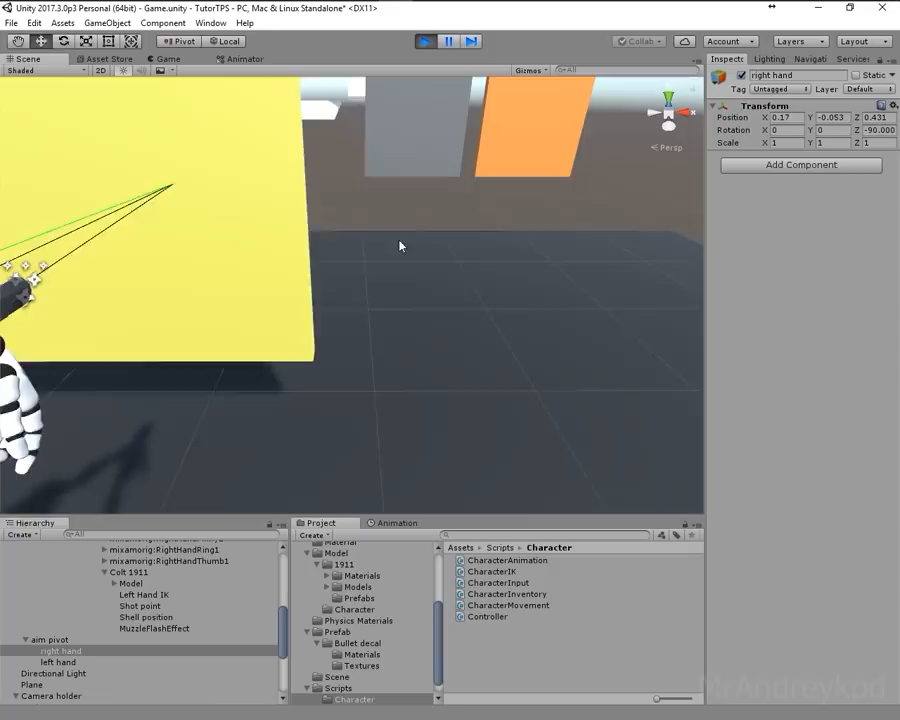 Unity 2017.3.0p3 Personal (64bit) - Game.unity - TutorTPS - PC, Mac & Linux Standalone* <DX11>
File Edit Assets GameObject Component Window Help
Pivot Local Collab Account Layers Layout
Scene Asset Store Game Animator Inspect Lighting Navigati Servicer
Shaded 2D Gizmos All
right hand Static
Tag Untagged Layer Default
Transform
Position X 0.17 Y -0.053 Z 0.431
Rotation X 0 Y 0 Z -90.000
Scale X 1 Y 1 Z 1
Add Component
Persp
Hierarchy Project Animation
Create All Create
mixamorig:RightHandRing1
mixamorig:RightHandThumb1
Colt 1911
Model
Left Hand IK
Shot point
Shell position
MuzzleFlashEffect
aim pivot
right hand
left hand
Directional Light
Plane
Camera holder
Material
Model
1911
Materials
Models
Prefabs
Character
Physics Materials
Prefab
Bullet decal
Materials
Textures
Scene
Scripts
Character
Assets Scripts Character
CharacterAnimation
CharacterIK
CharacterInput
CharacterInventory
CharacterMovement
Controller
MrAndreykpd